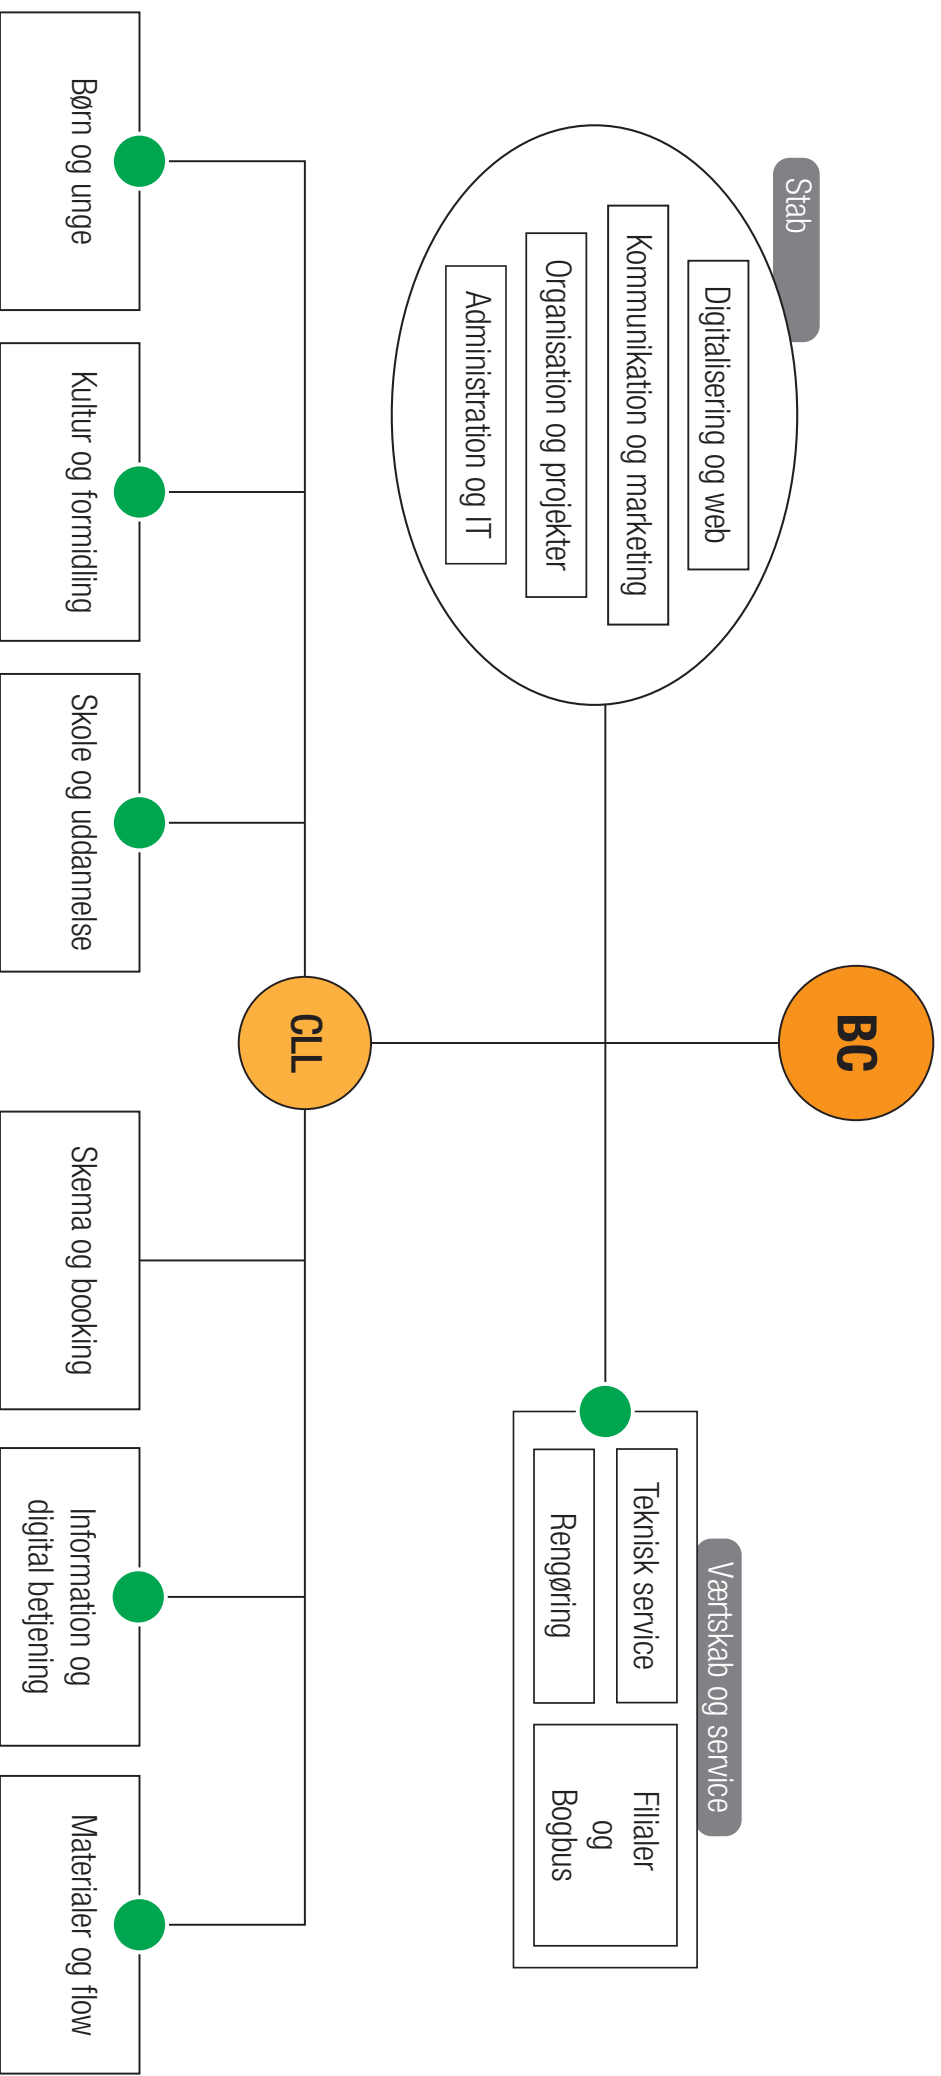 BC
Stab
Digitalisering og web
Kommunikation og marketing
Organisation og projekter
Administration og IT
Værtskab og service
Teknisk service
Rengøring
Filialer
og
Bogbus
CLL
Børn og unge
Kultur og formidling
Skole og uddannelse
Skema og booking
Information og
digital betjening
Materialer og flow